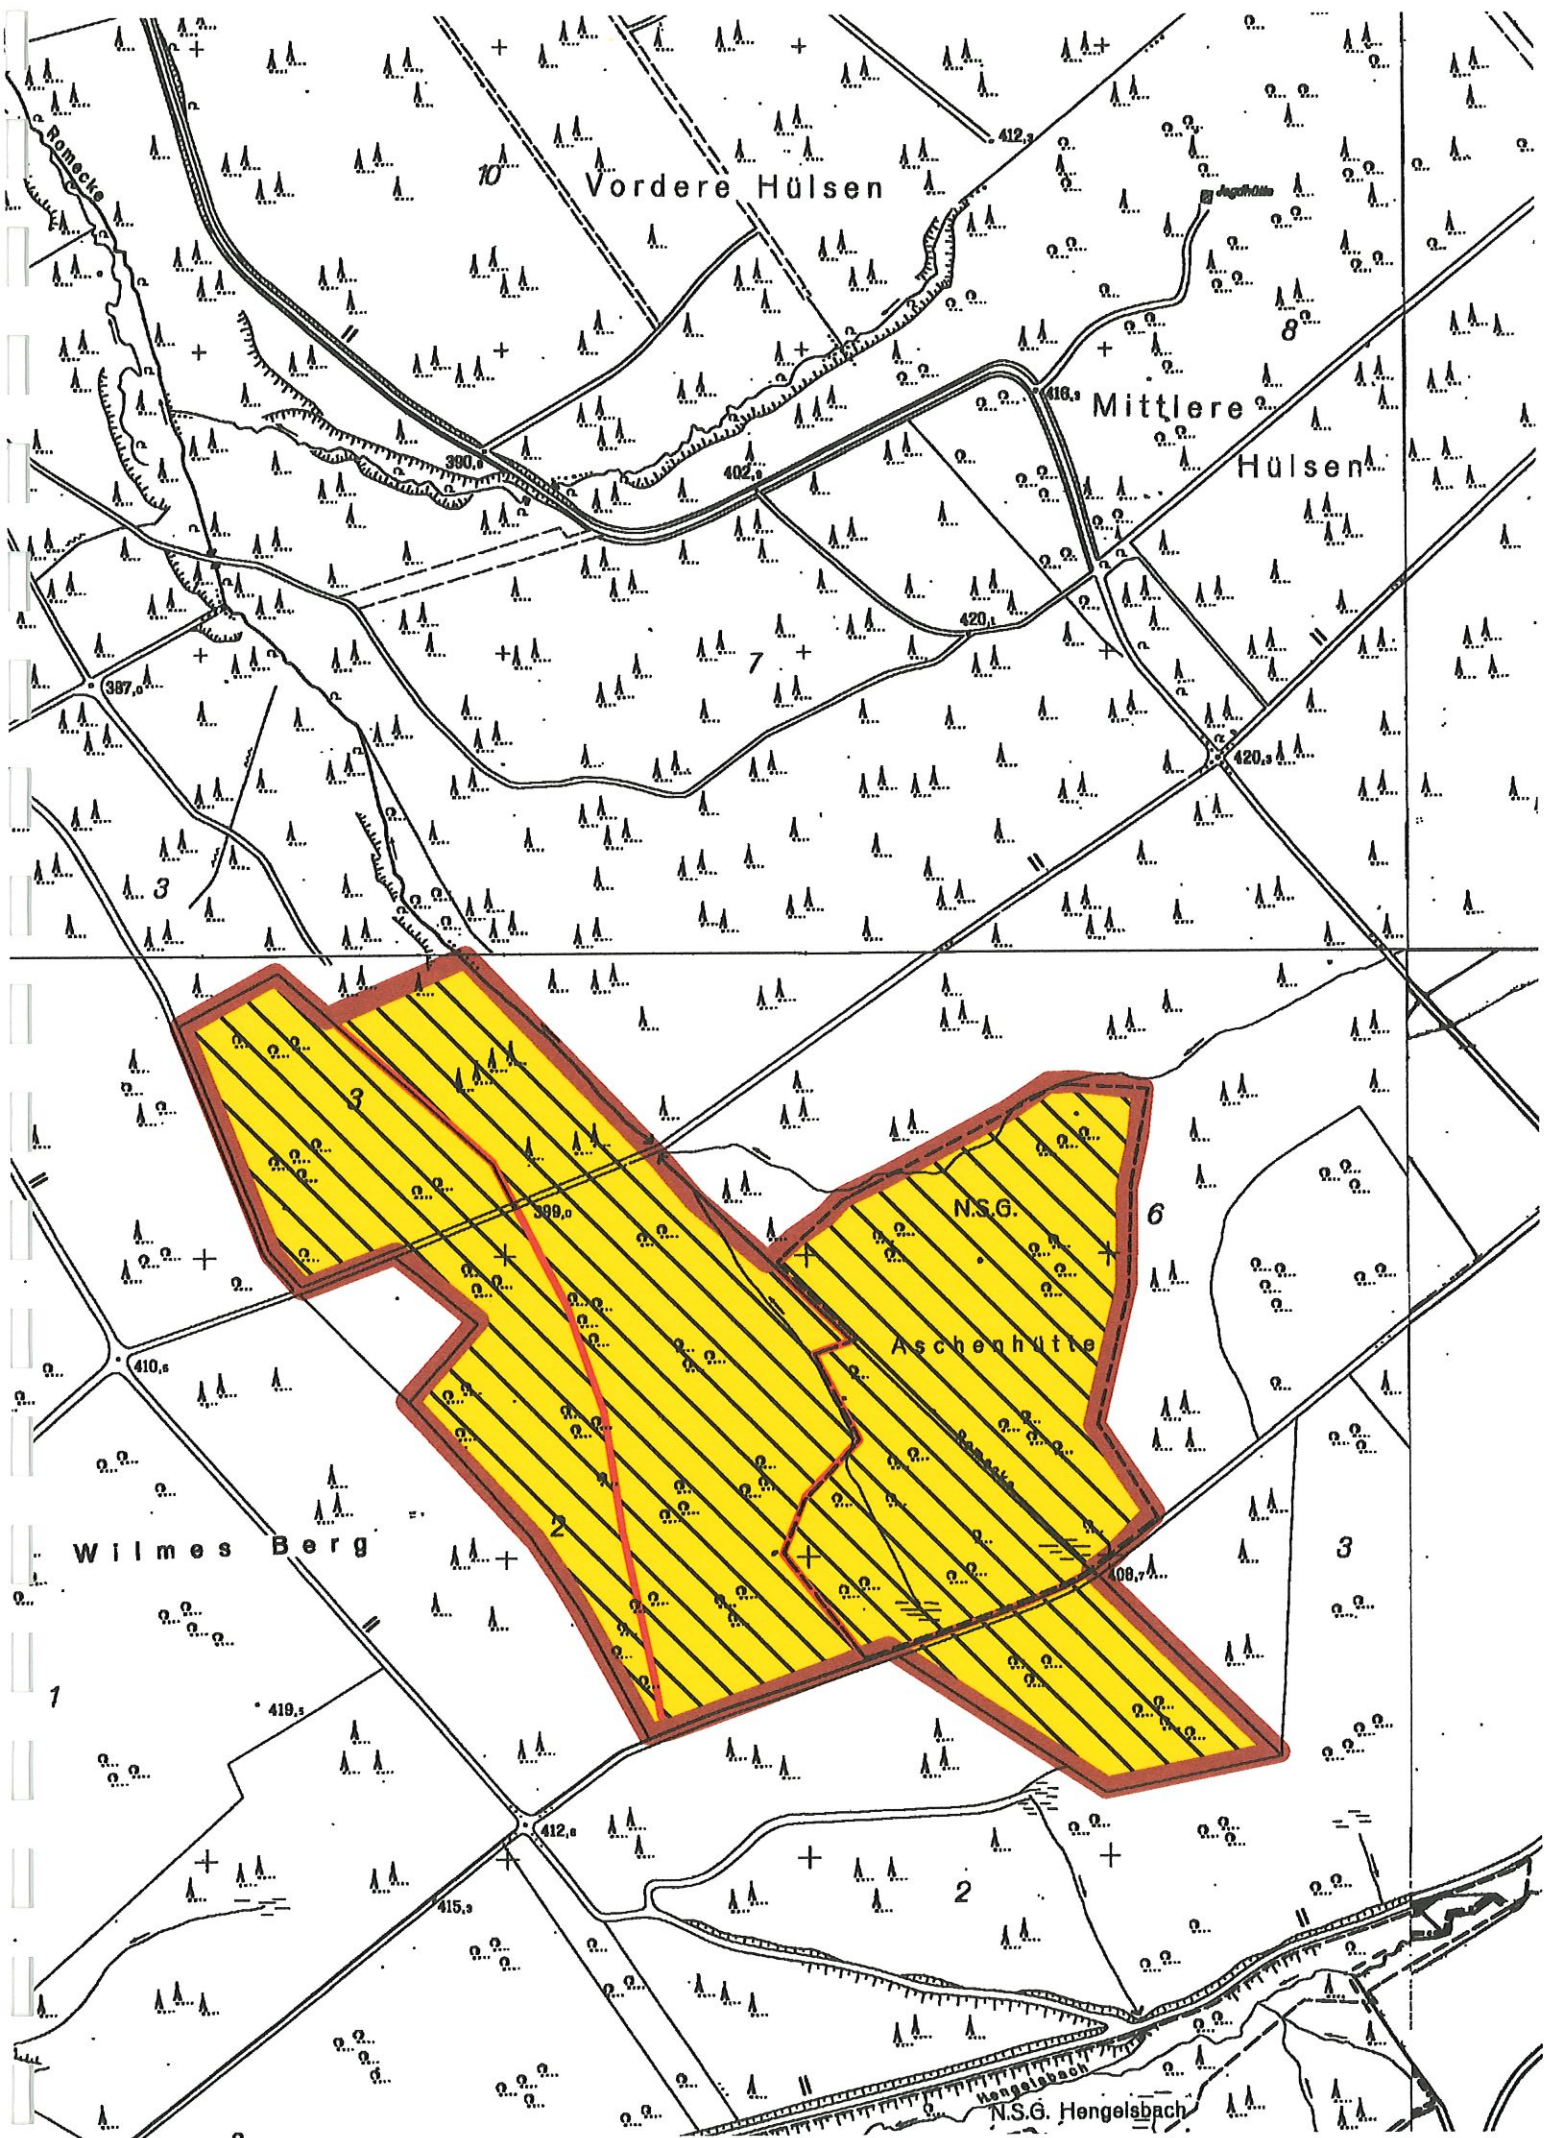 Romecke
412,3
10
Vordere Hülsen
Jagdhütte
8
416,9
Mittlere
390,6
402,9
Hülsen
420,1
7
387,0
420,3
3
3
399,0
N.S.G.
6
Aschenhütte
410,6
Romecke
2
Wilmes Berg
3
408,7
1
419,5
412,6
2
415,3
Hengelsbach
N.S.G. Hengelsbach